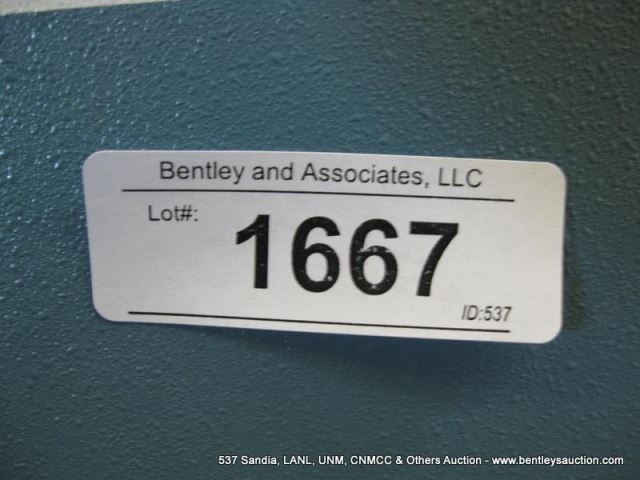 Bentley and Associates, LLC
Lot#:
1667
ID:537
537 Sandia, LANL, UNM, CNMCC & Others Auction - www.bentleysauction.com